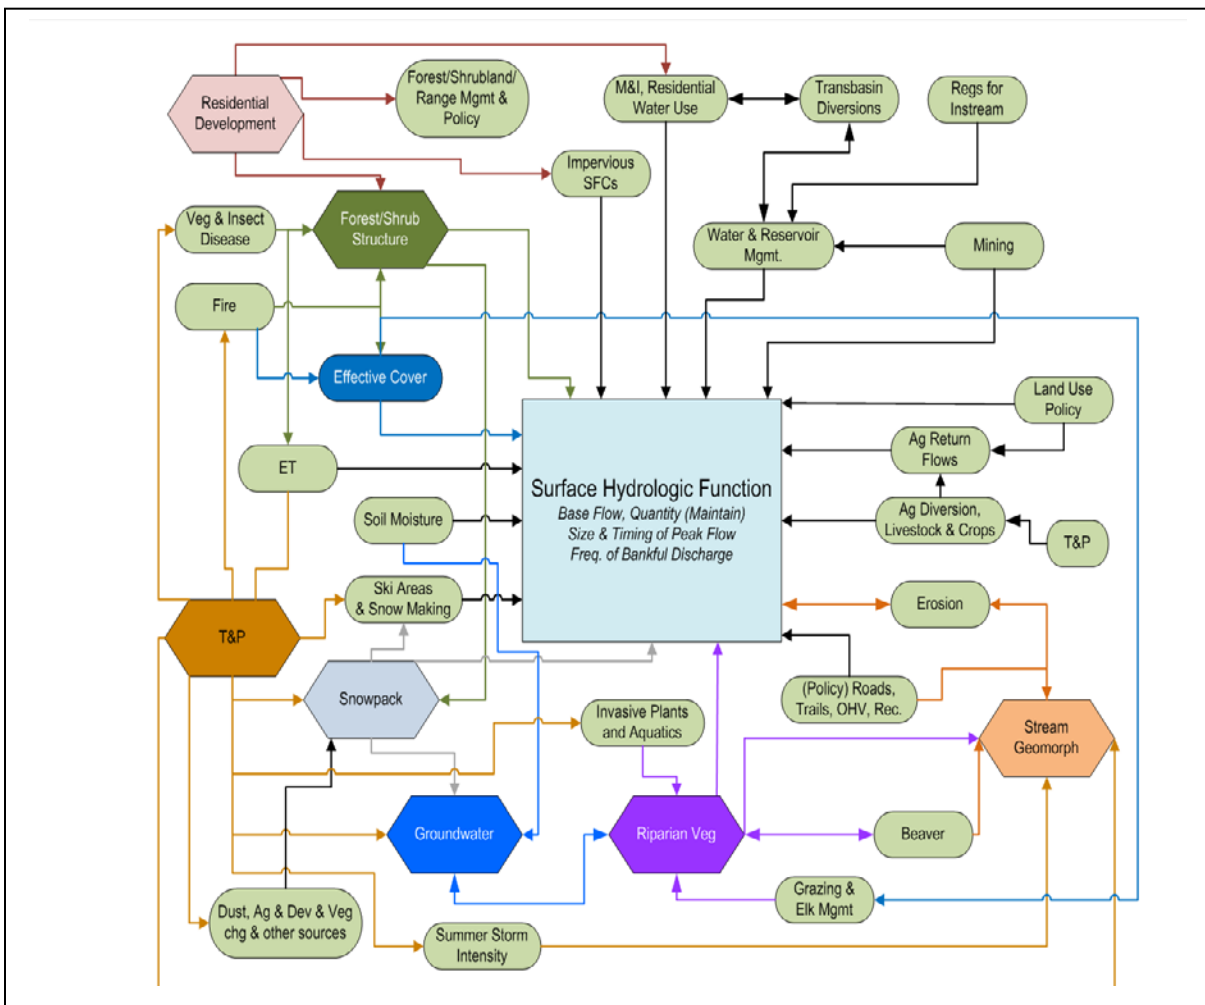 Residential
Development
Forest/Shrubland/
Range Mgmt &
Policy
M&I, Residential
Water Use
Transbasin
Diversions
Regs for
Instream
Impervious
SFCs
Veg & Insect
Disease
Forest/Shrub
Structure
Water & Reservoir
Mgmt.
Mining
Fire
Effective Cover
Land Use
Policy
Ag Return
Flows
ET
Surface Hydrologic Function
Base Flow, Quantity (Maintain)
Size & Timing of Peak Flow
Freq. of Bankful Discharge
Soil Moisture
Ag Diversion,
Livestock & Crops
T&P
Ski Areas
& Snow Making
Erosion
T&P
Snowpack
(Policy) Roads,
Trails, OHV, Rec.
Invasive Plants
and Aquatics
Stream
Geomorph
Groundwater
Riparian Veg
Beaver
Grazing &
Elk Mgmt
Dust, Ag & Dev & Veg
chg & other sources
Summer Storm
Intensity